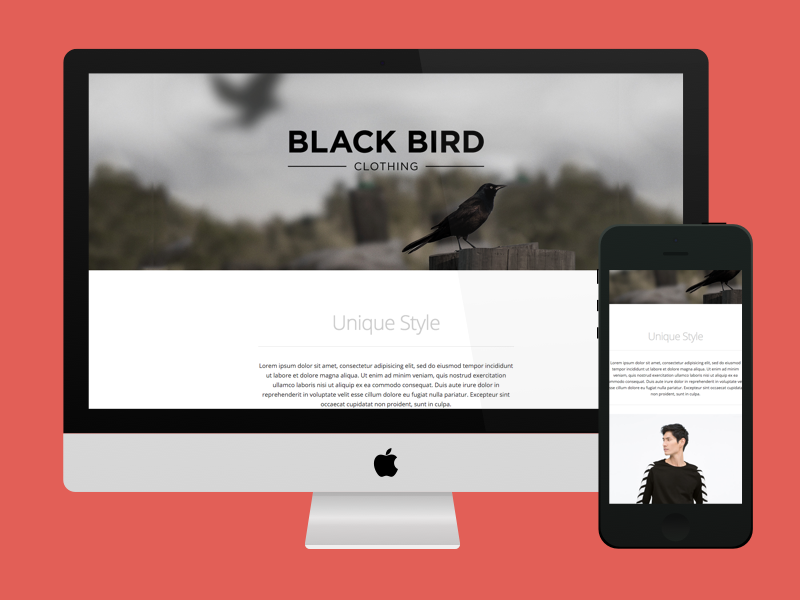 BLACK BIRD
CLOTHING
Unique Style
Lorem ipsum dolor sit amet, consectetur adipisicing elit, sed do eiusmod tempor incididunt
ut labore et dolore magna aliqua. Ut enim ad minim veniam, quis nostrud exercitation
ullamco laboris nisi ut aliquip ex ea commodo consequat. Duis aute irure dolor in
reprehenderit in voluptate velit esse cillum dolore eu fugiat nulla pariatur. Excepteur sint
occaecat cupidatat non proident, sunt in culpa.
Unique Style
Lorem ipsum dolor sit amet, consectetur adipisicing elit, sed do eiusmod
tempor incididunt ut labore et dolore magna aliqua. Ut enim ad minim
veniam, quis nostrud exercitation ullamco laboris nisi ut aliquip ex ea
commodo consequat. Duis aute irure dolor in reprehenderit in voluptate velit
esse cillum dolore eu fugiat nulla pariatur. Excepteur sint occaecat cupidatat
non proident, sunt in culpa.